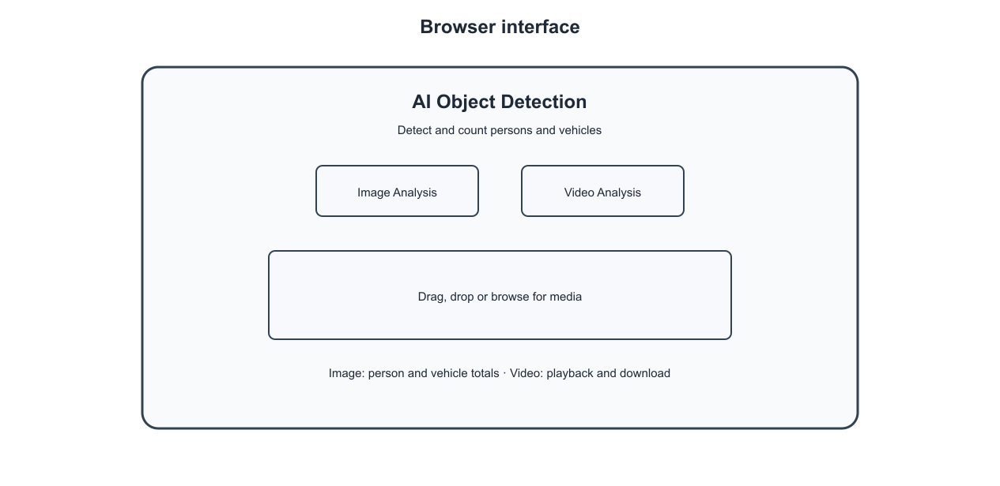 Browser interface
AI Object Detection
Detect and count persons and vehicles
Image Analysis
Video Analysis
Drag, drop or browse for media
Image: person and vehicle totals · Video: playback and download